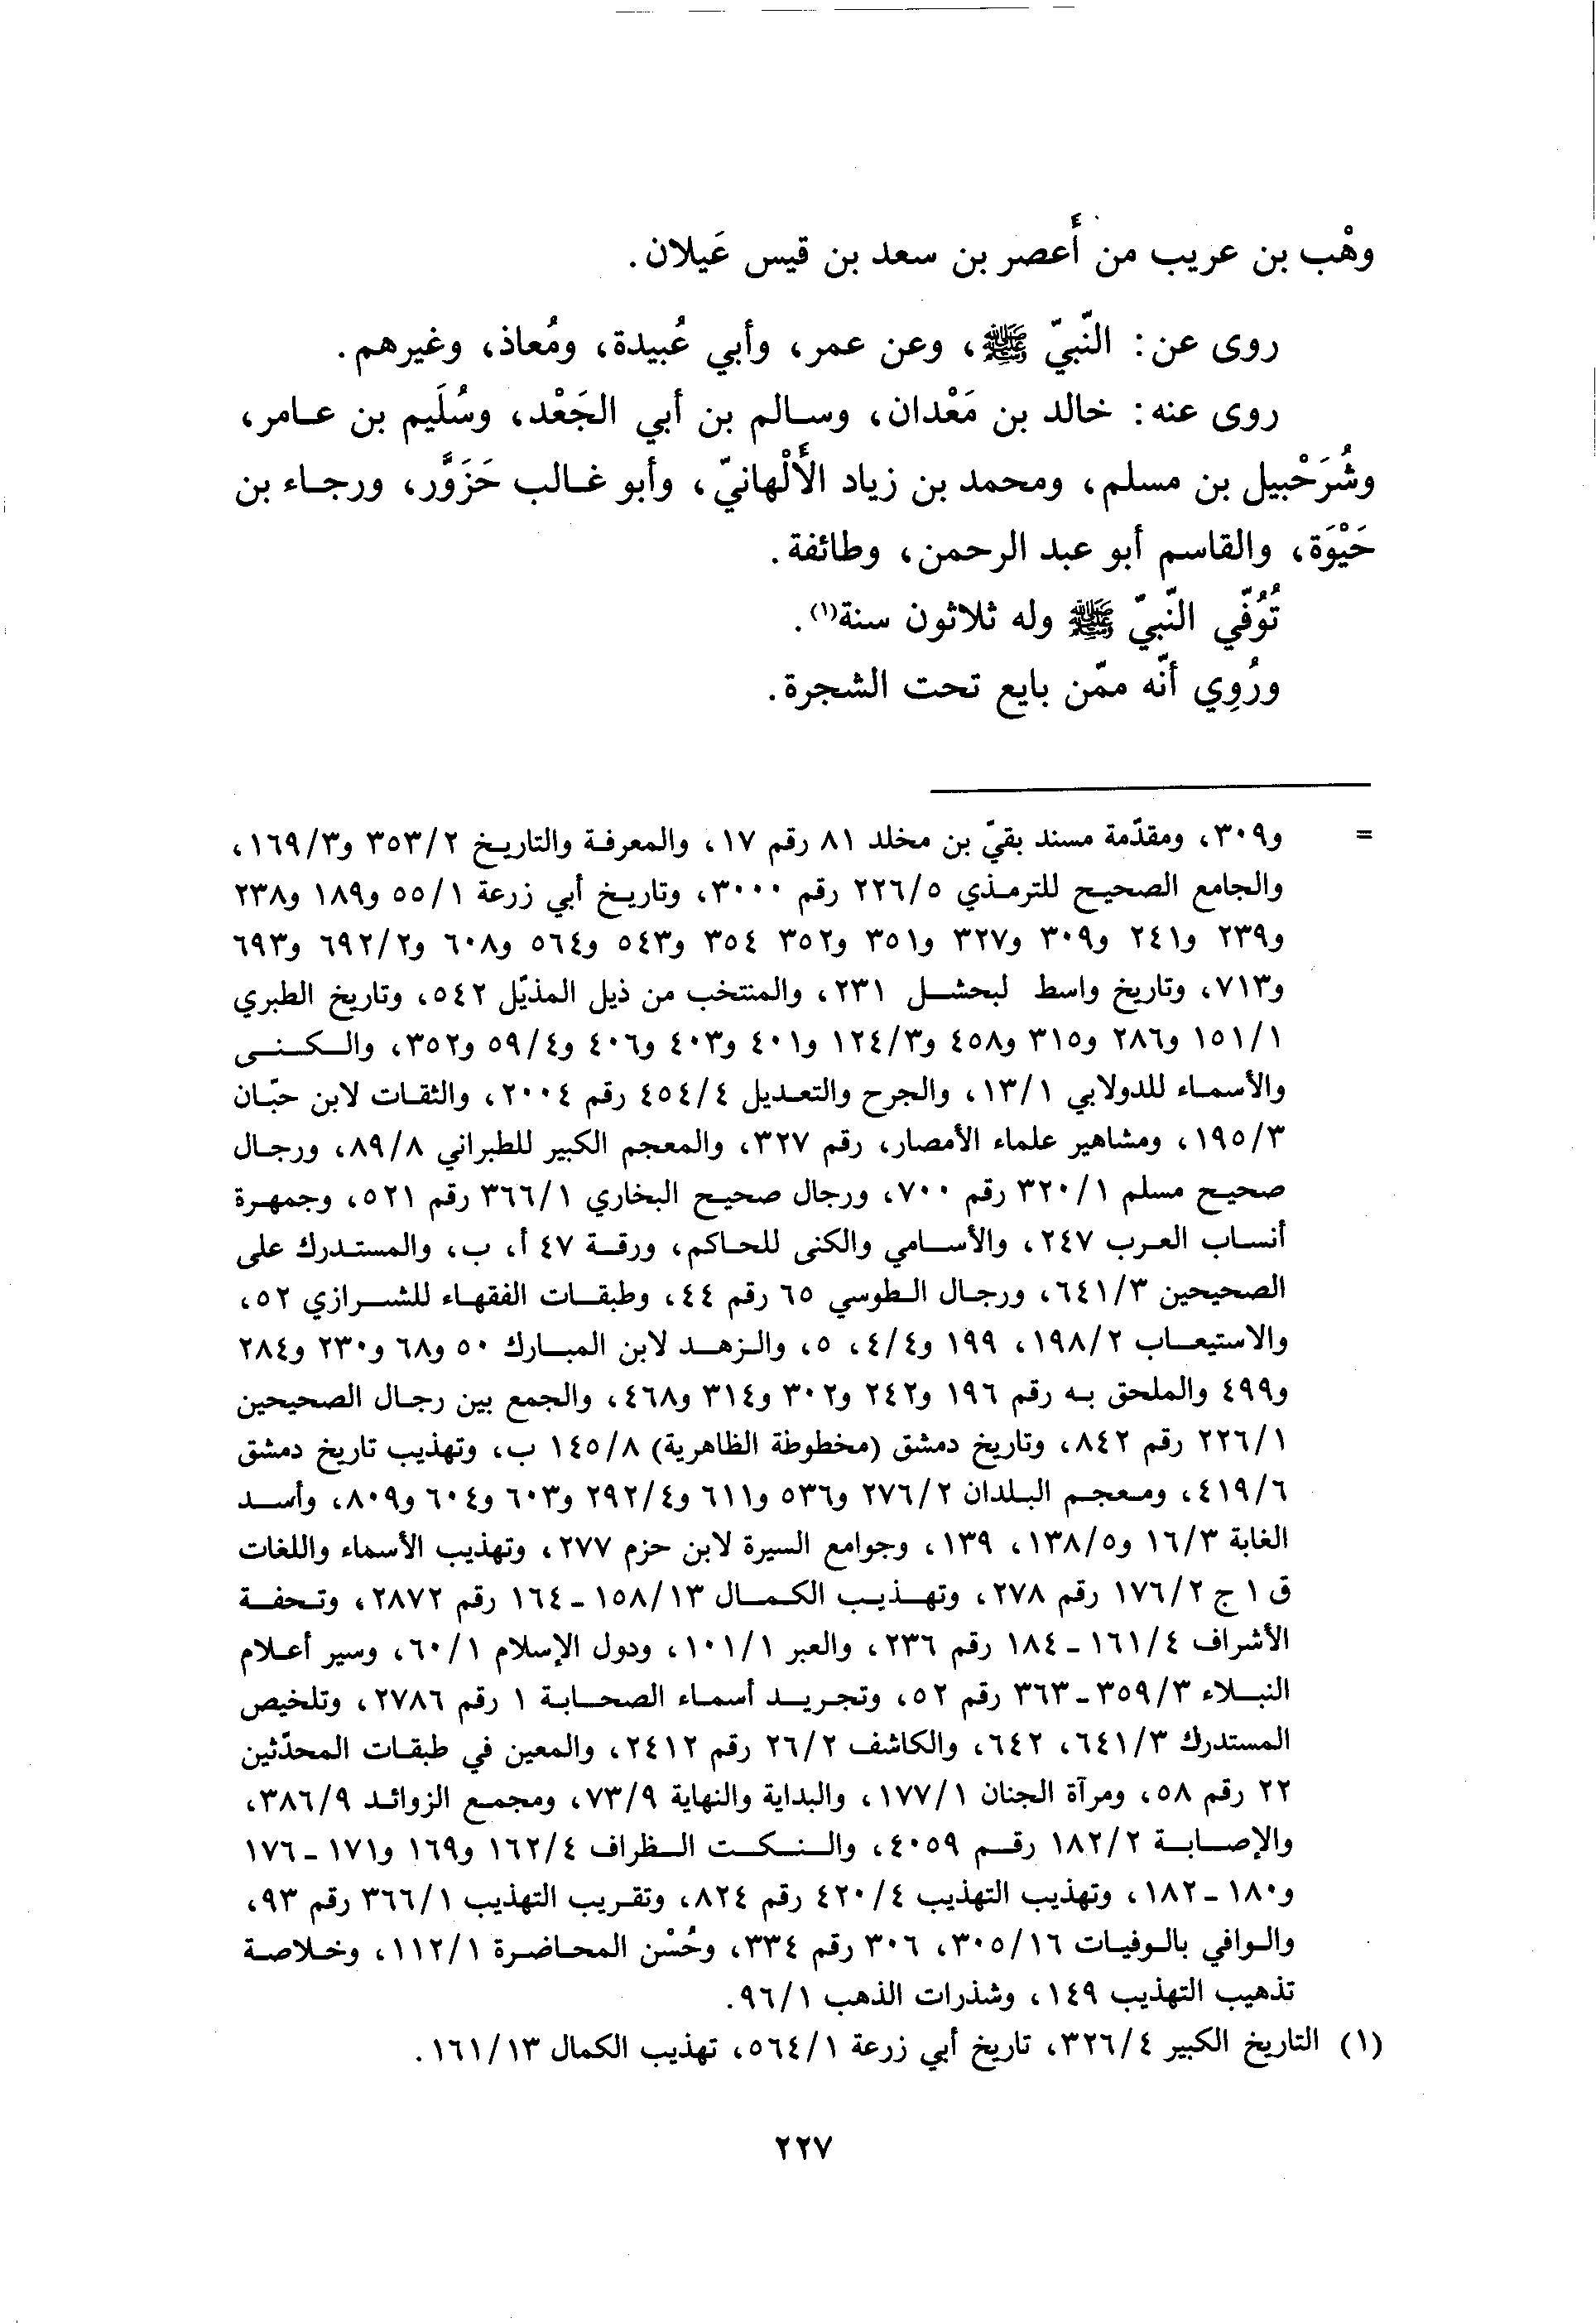 وهْب بن عريب من أَعصر بن سعد بن قيس عَيلان.
روى عن: النّبيّ ﷺ، وعن عمر، وأبي عُبيدة، ومُعاذ، وغيرهم.
روى عنه: خالد بن مَعْدان، وسالم بن أبي الجَعْد، وسُلَيم بن عامر،
وشُرَحْبيل بن مسلم، ومحمد بن زياد الأَلْهانيّ، وأبو غالب حَزَوَّر، ورجاء بن
حَيْوَة، والقاسم أبو عبد الرحمن، وطائفة.
تُوُفّي النّبيّ ﷺ وله ثلاثون سنة(١).
ورُوِي أنّه ممّن بايع تحت الشجرة.
= و٣٠٩، ومقدّمة مسند بقيّ بن مخلد ٨١ رقم ١٧، والمعرفة والتاريخ ٣٥٣/٢ و١٦٩/٣،
والجامع الصحيح للترمذي ٢٢٦/٥ رقم ٣٠٠٠، وتاريخ أبي زرعة ٥٥/١ و١٨٩ و٢٣٨
و٢٣٩ و٢٤١ و٣٠٩ و٣٢٧ و٣٥١ و٣٥٢ ٣٥٤ و٥٤٣ و٥٦٤ و٦٠٨ و٦٩٢/٢ و٦٩٣
و٧١٣، وتاريخ واسط لبحشل ٢٣١، والمنتخب من ذيل المذيّل ٥٤٢، وتاريخ الطبري
١٥١/١ و٢٨٦ و٣١٥ و٤٥٨ و١٢٤/٣ و٤٠١ و٤٠٣ و٤٠٦ و٥٩/٤ و٣٥٢، والكنى
والأسماء للدولابي ١٣/١، والجرح والتعديل ٤٥٤/٤ رقم ٢٠٠٤، والثقات لابن حبّان
١٩٥/٣، ومشاهير علماء الأمصار، رقم ٣٢٧، والمعجم الكبير للطبراني ٨٩/٨، ورجال
صحيح مسلم ٣٢٠/١ رقم ٧٠٠، ورجال صحيح البخاري ٣٦٦/١ رقم ٥٢١، وجمهرة
أنساب العرب ٢٤٧، والأسامي والكنى للحاكم، ورقة ٤٧ أ، ب، والمستدرك على
الصحيحين ٦٤١/٣، ورجال الطوسي ٦٥ رقم ٤٤، وطبقات الفقهاء للشرازي ٥٢،
والاستيعاب ١٩٨/٢، ١٩٩ و٤/٤، ٥، والزهد لابن المبارك ٥٠ و٦٨ و٢٣٠ و٢٨٤
و٤٩٩ والملحق به رقم ١٩٦ و٢٤٢ و٣٠٢ و٣١٤ و٤٦٨، والجمع بين رجال الصحيحين
٢٢٦/١ رقم ٨٤٢، وتاريخ دمشق (مخطوطة الظاهرية) ١٤٥/٨ ب، وتهذيب تاريخ دمشق
٤١٩/٦، ومعجم البلدان ٢٧٦/٢ و٥٣٦ و٦١١ و٢٩٢/٤ و٦٠٣ و٦٠٤ و٨٠٩، وأسد
الغابة ١٦/٣ و١٣٨/٥، ١٣٩، وجوامع السيرة لابن حزم ٢٧٧، وتهذيب الأسماء واللغات
ق ١ ج ١٧٦/٢ رقم ٢٧٨، وتهذيب الكمال ١٥٨/١٣ - ١٦٤ رقم ٢٨٧٢، وتحفة
الأشراف ١٦١/٤ - ١٨٤ رقم ٢٣٦، والعبر ١٠١/١، ودول الإسلام ٦٠/١، وسير أعلام
النبلاء ٣٥٩/٣ - ٣٦٣ رقم ٥٢، وتجريد أسماء الصحابة ١ رقم ٢٧٨٦، وتلخيص
المستدرك ٦٤١/٣، ٦٤٢، والكاشف ٢٦/٢ رقم ٢٤١٢، والمعين في طبقات المحدّثين
٢٢ رقم ٥٨، ومرآة الجنان ١٧٧/١، والبداية والنهاية ٧٣/٩، ومجمع الزوائد ٣٨٦/٩،
والإصابة ١٨٢/٢ رقم ٤٠٥٩، والنكت الظراف ١٦٢/٤ و١٦٩ و١٧١ - ١٧٦
و١٨٠ - ١٨٢، وتهذيب التهذيب ٤٢٠/٤ رقم ٨٢٤، وتقريب التهذيب ٣٦٦/١ رقم ٩٣،
والوافي بالوفيات ٣٠٥/١٦، ٣٠٦ رقم ٣٣٤، وحُسْن المحاضرة ١١٢/١، وخلاصة
تذهيب التهذيب ١٤٩، وشذرات الذهب ٩٦/١.
(١) التاريخ الكبير ٣٢٦/٤، تاريخ أبي زرعة ٥٦٤/١، تهذيب الكمال ١٦١/١٣.
٢٢٧